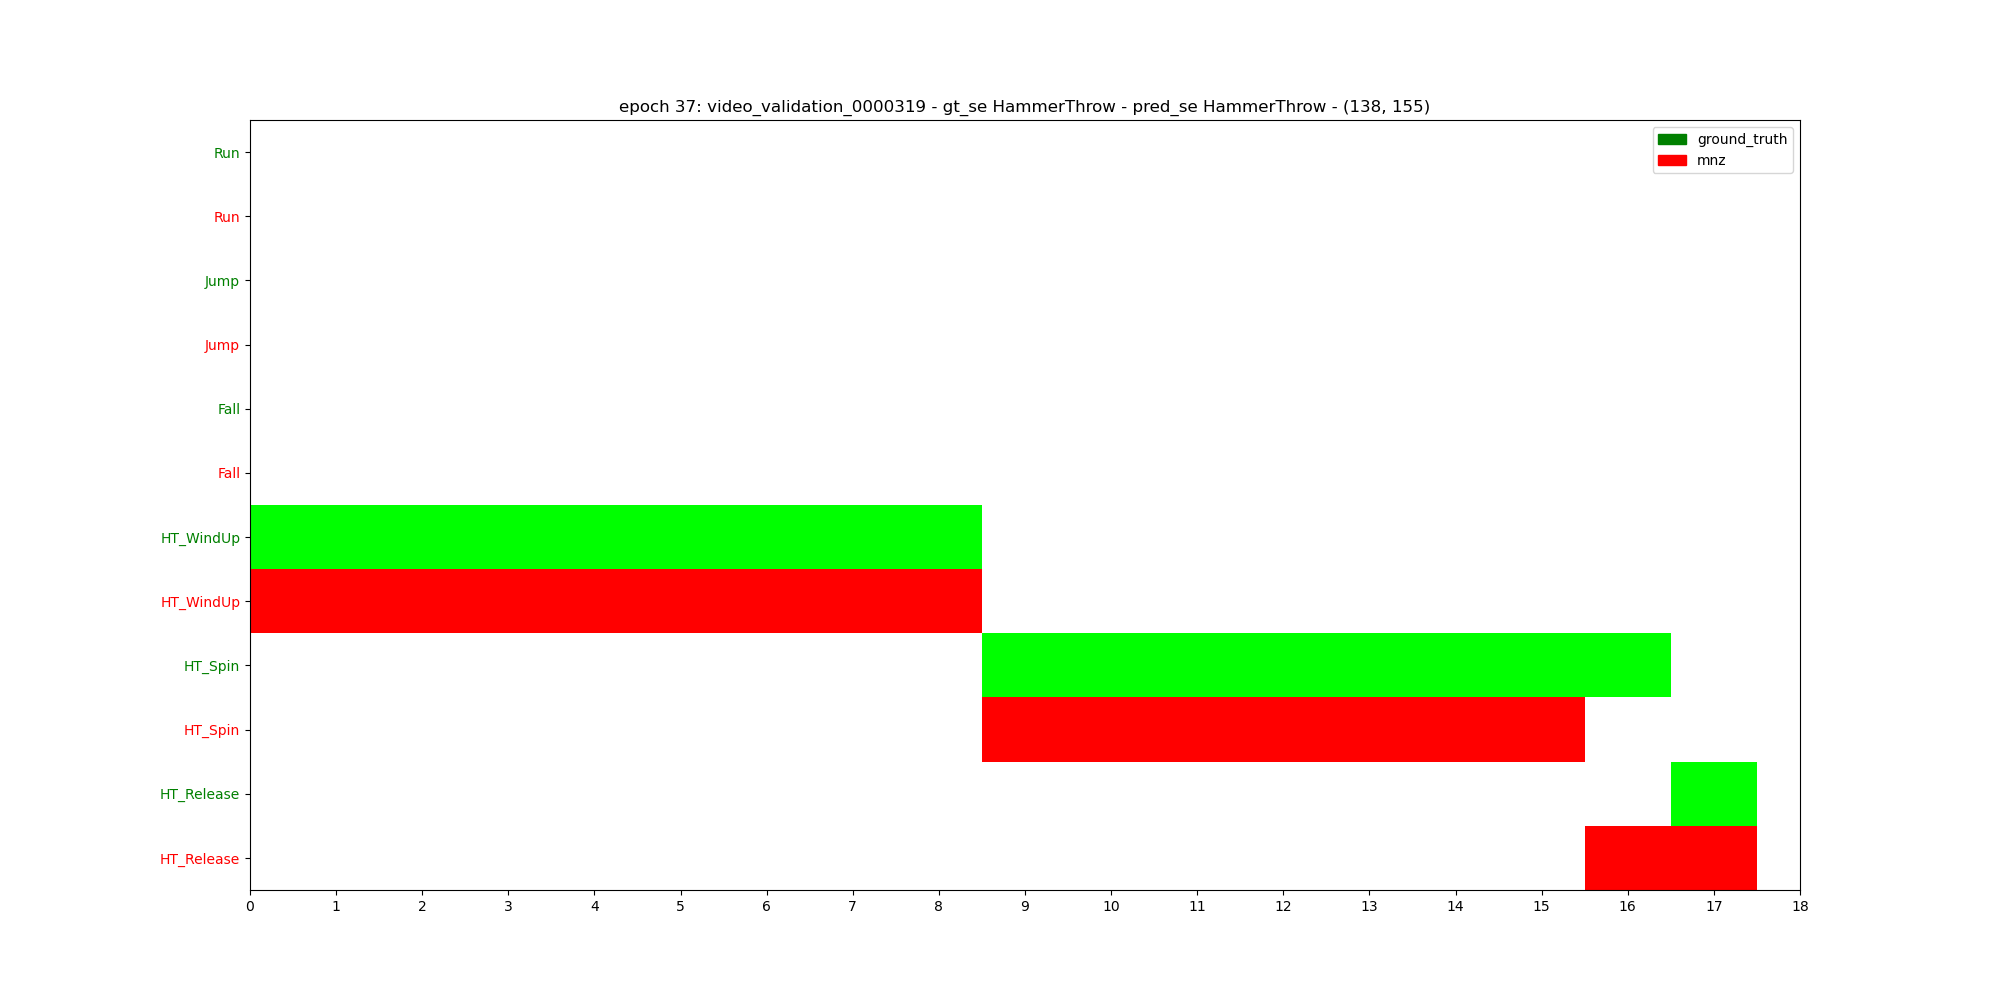 epoch 37: video_validation_0000319 - gt_se HammerThrow - pred_se HammerThrow - (138, 155)
ground_truth
mnz
Run
Run
Jump
Jump
Fall
Fall
HT_WindUp
HT_WindUp
HT_Spin
HT_Spin
HT_Release
HT_Release
0 1 2 3 4 5 6 7 8 9 10 11 12 13 14 15 16 17 18